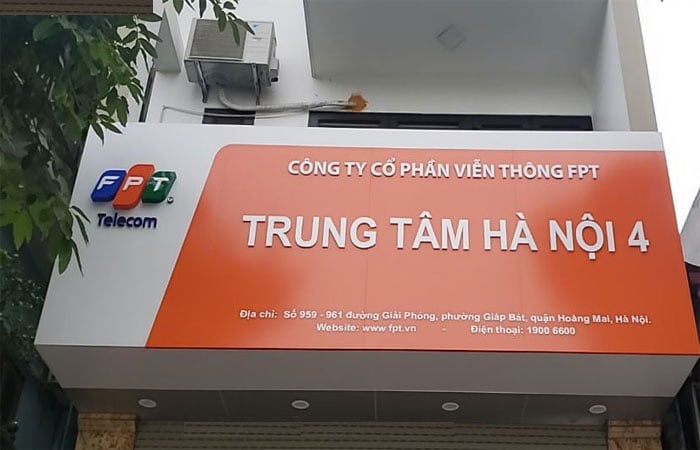 FPT
Telecom
CÔNG TY CỔ PHẦN VIỄN THÔNG FPT
TRUNG TÂM HÀ NỘI 4
Địa chỉ: Số 959 - 961 đường Giải Phóng, phường Giáp Bát, quận Hoàng Mai, Hà Nội.
Website: www.fpt.vn - Điện thoại: 1900 6600